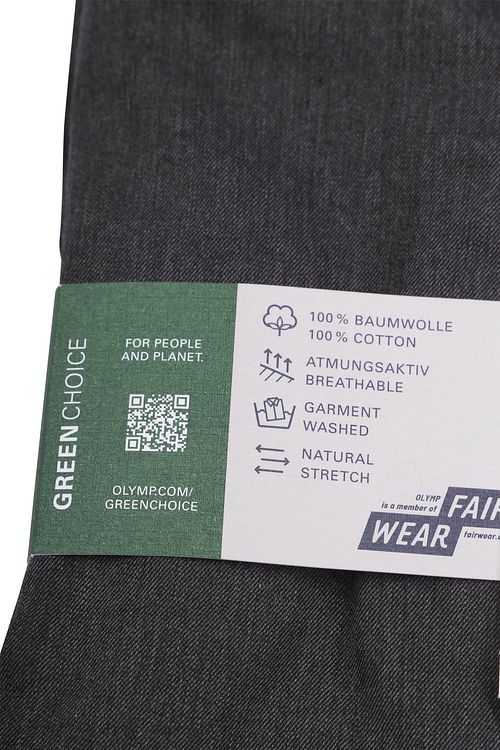 GREEN CHOICE
FOR PEOPLE
AND PLANET.
OLYMP.COM/
GREENCHOICE
100 % BAUMWOLLE
100 % COTTON
ATMUNGSAKTIV
BREATHABLE
GARMENT
WASHED
NATURAL
STRETCH
OLYMP
is a member of
FAIR
WEAR